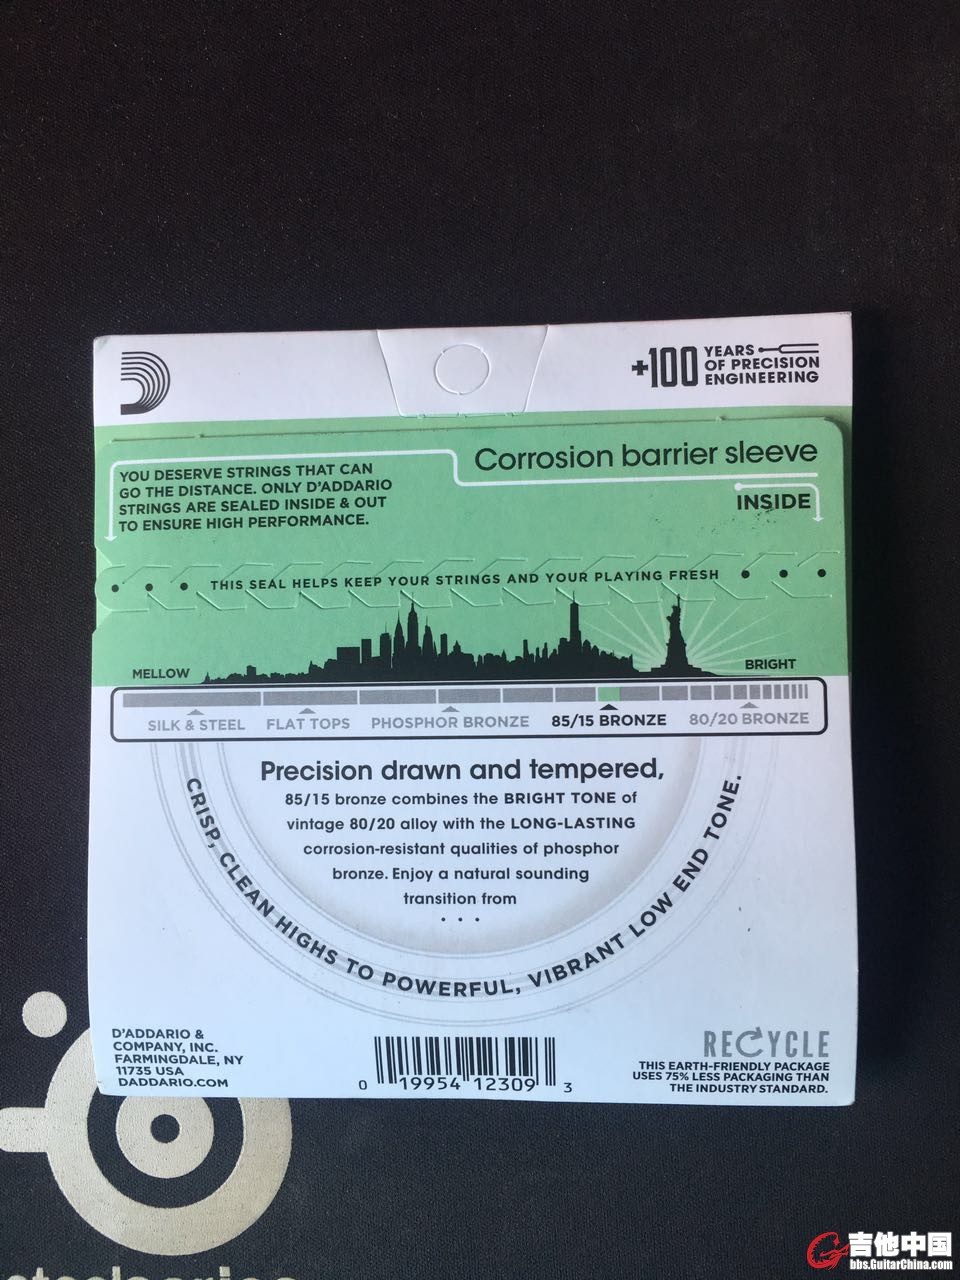 +100 YEARS
OF PRECISION
ENGINEERING
Corrosion barrier sleeve
INSIDE
YOU DESERVE STRINGS THAT CAN
GO THE DISTANCE. ONLY D'ADDARIO
STRINGS ARE SEALED INSIDE & OUT
TO ENSURE HIGH PERFORMANCE.
THIS SEAL HELPS KEEP YOUR STRINGS AND YOUR PLAYING FRESH
MELLOW BRIGHT
SILK & STEEL FLAT TOPS PHOSPHOR BRONZE 85/15 BRONZE 80/20 BRONZE
Precision drawn and tempered,
85/15 bronze combines the BRIGHT TONE of
vintage 80/20 alloy with the LONG-LASTING
corrosion-resistant qualities of phosphor
bronze. Enjoy a natural sounding
transition from
. . .
CRISP, CLEAN HIGHS TO POWERFUL, VIBRANT LOW END TONE.
D'ADDARIO &
COMPANY, INC.
FARMINGDALE, NY
11735 USA
DADDARIO.COM
0 19954 12309 3
RECYCLE
THIS EARTH-FRIENDLY PACKAGE
USES 75% LESS PACKAGING THAN
THE INDUSTRY STANDARD.
吉他中国
bbs.GuitarChina.com